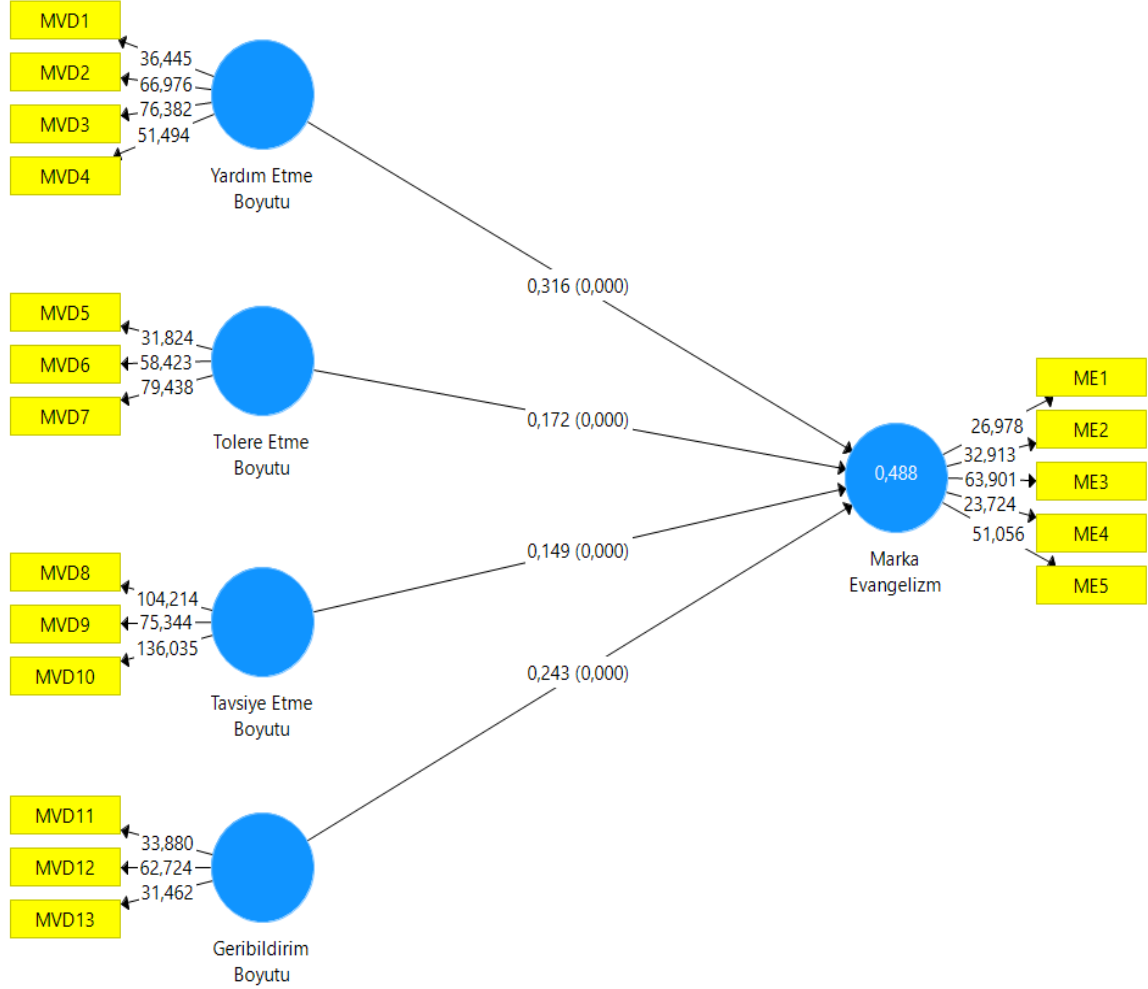 MVD1
36,445
MVD2
66,976
MVD3
76,382
MVD4
51,494
Yardım Etme
Boyutu
0,316 (0,000)
MVD5
31,824
MVD6
58,423
MVD7
79,438
Tolere Etme
Boyutu
0,172 (0,000)
MVD8
104,214
MVD9
75,344
MVD10
136,035
Tavsiye Etme
Boyutu
0,149 (0,000)
MVD11
33,880
MVD12
62,724
MVD13
31,462
Geribildirim
Boyutu
0,243 (0,000)
0,488
Marka
Evangelizm
ME1
26,978
ME2
32,913
ME3
63,901
ME4
23,724
ME5
51,056